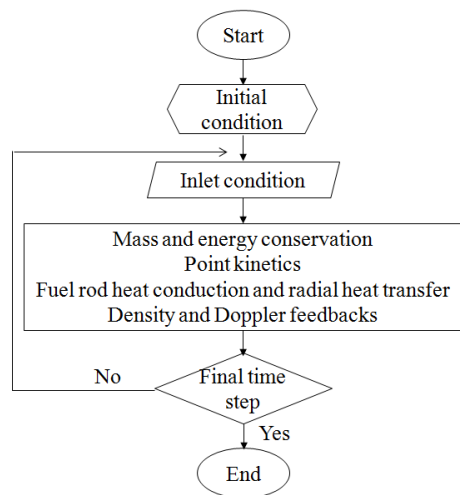 Start
Initial
condition
Inlet condition
Mass and energy conservation
Point kinetics
Fuel rod heat conduction and radial heat transfer
Density and Doppler feedbacks
No
Final time
step
Yes
End